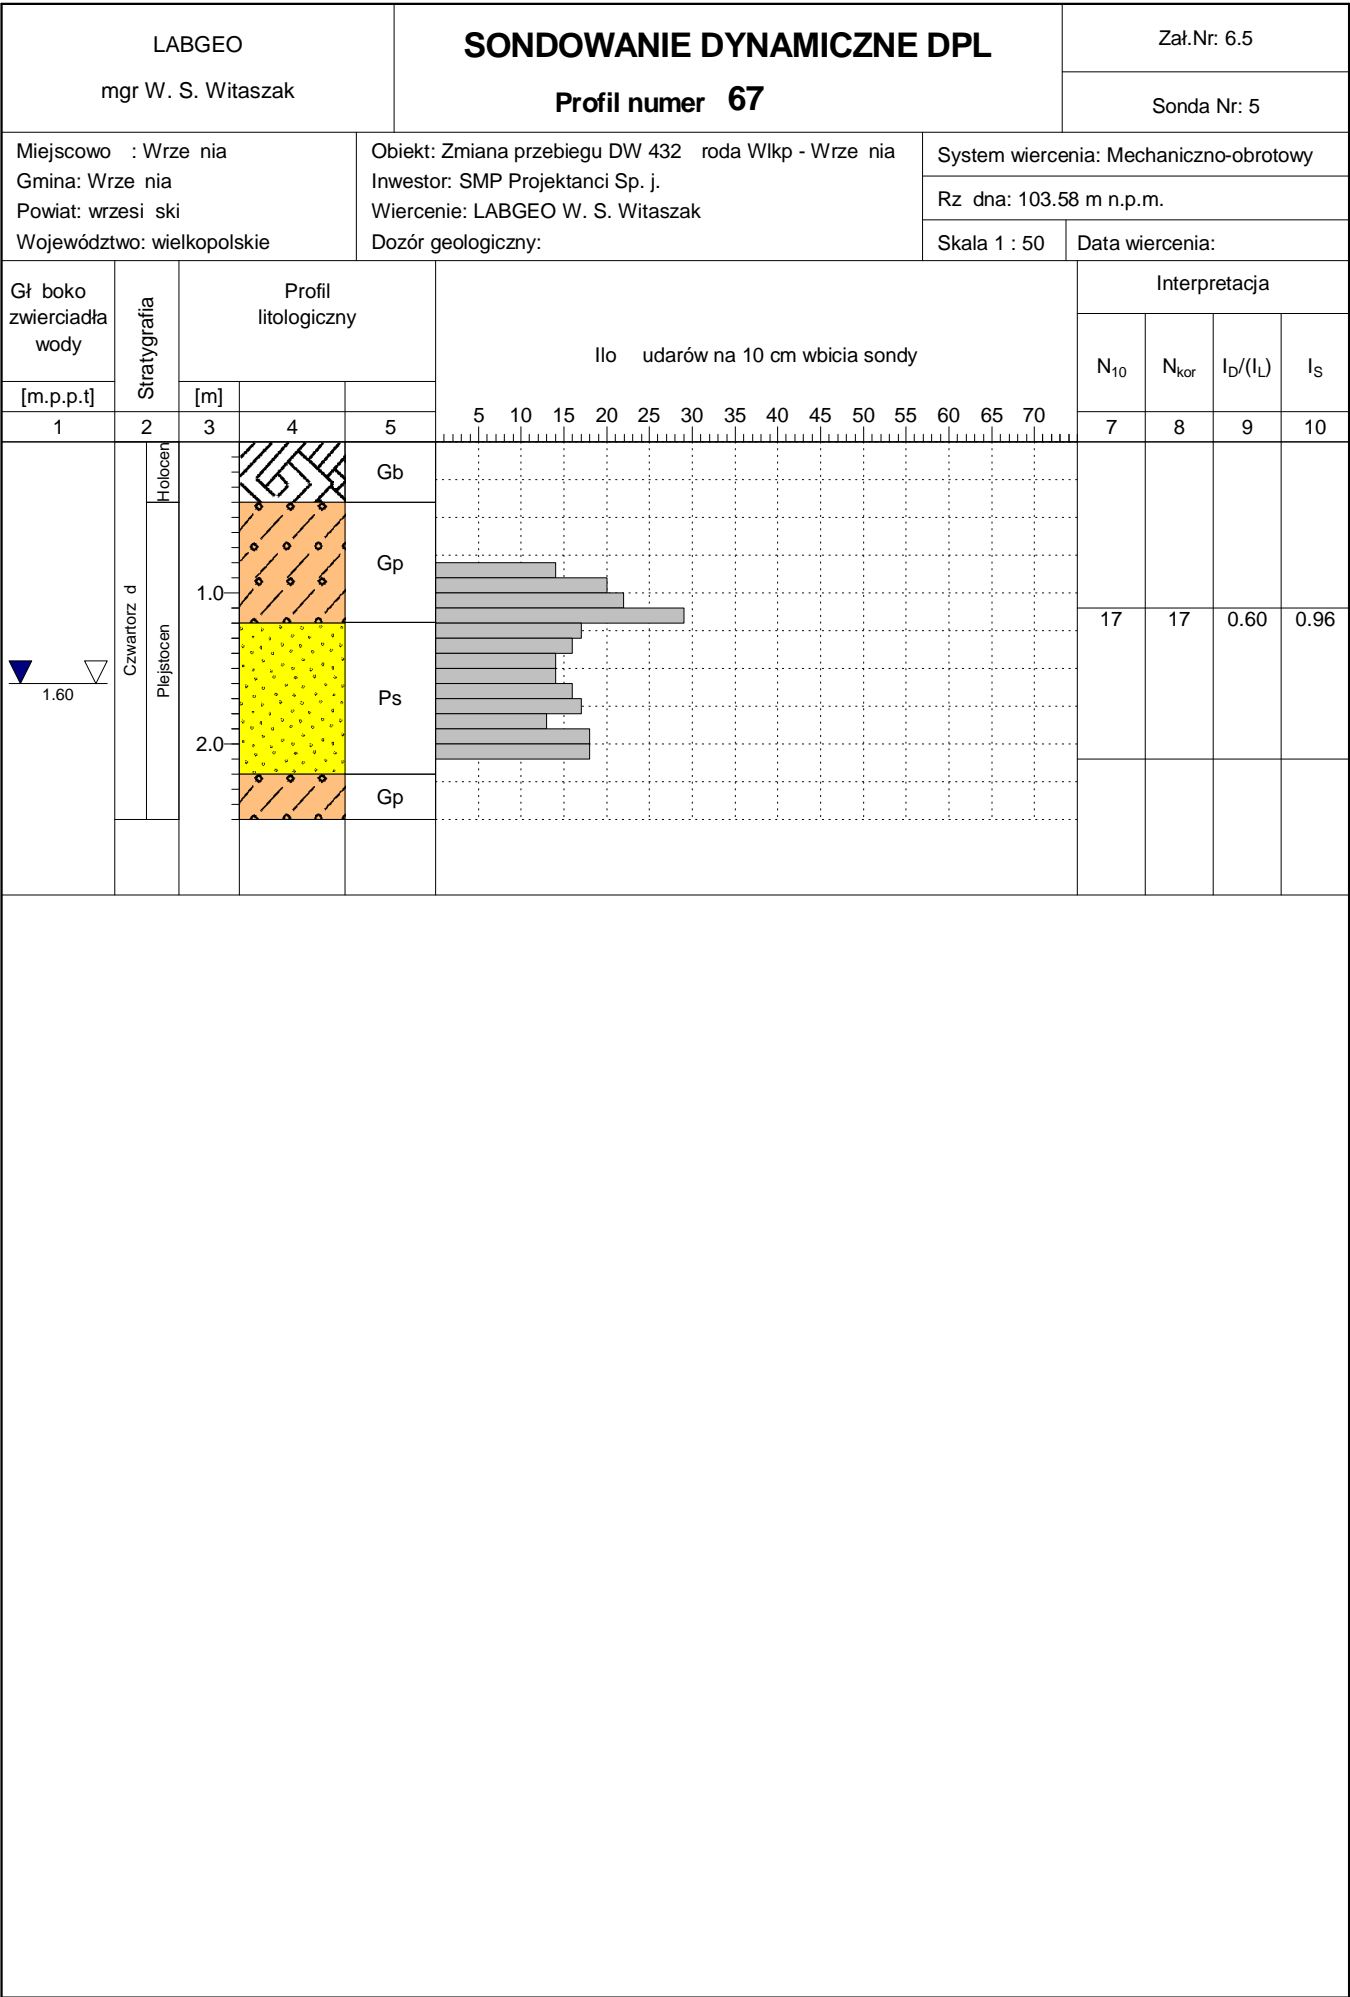 LABGEO
mgr W. S. Witaszak
SONDOWANIE DYNAMICZNE DPL
Profil numer 67
Zał.Nr: 6.5
Sonda Nr: 5
Miejscowo : Wrze nia
Gmina: Wrze nia
Powiat: wrzesi ski
Województwo: wielkopolskie
Obiekt: Zmiana przebiegu DW 432 roda Wlkp - Wrze nia
Inwestor: SMP Projektanci Sp. j.
Wiercenie: LABGEO W. S. Witaszak
Dozór geologiczny:
System wiercenia: Mechaniczno-obrotowy
Rz dna: 103.58 m n.p.m.
Skala 1 : 50
Data wiercenia:
Gł boko
zwierciadła
wody
[m.p.p.t]
Stratygrafia
Profil
litologiczny
[m]
Ilo udarów na 10 cm wbicia sondy
Interpretacja
N10 Nkor ID/(IL) IS
5 10 15 20 25 30 35 40 45 50 55 60 65 70
1 2 3 4 5 7 8 9 10
Holocen
Gb
Czwartorz d
Plejstocen
Gp
1.0
17 17 0.60 0.96
1.60
Ps
2.0
Gp